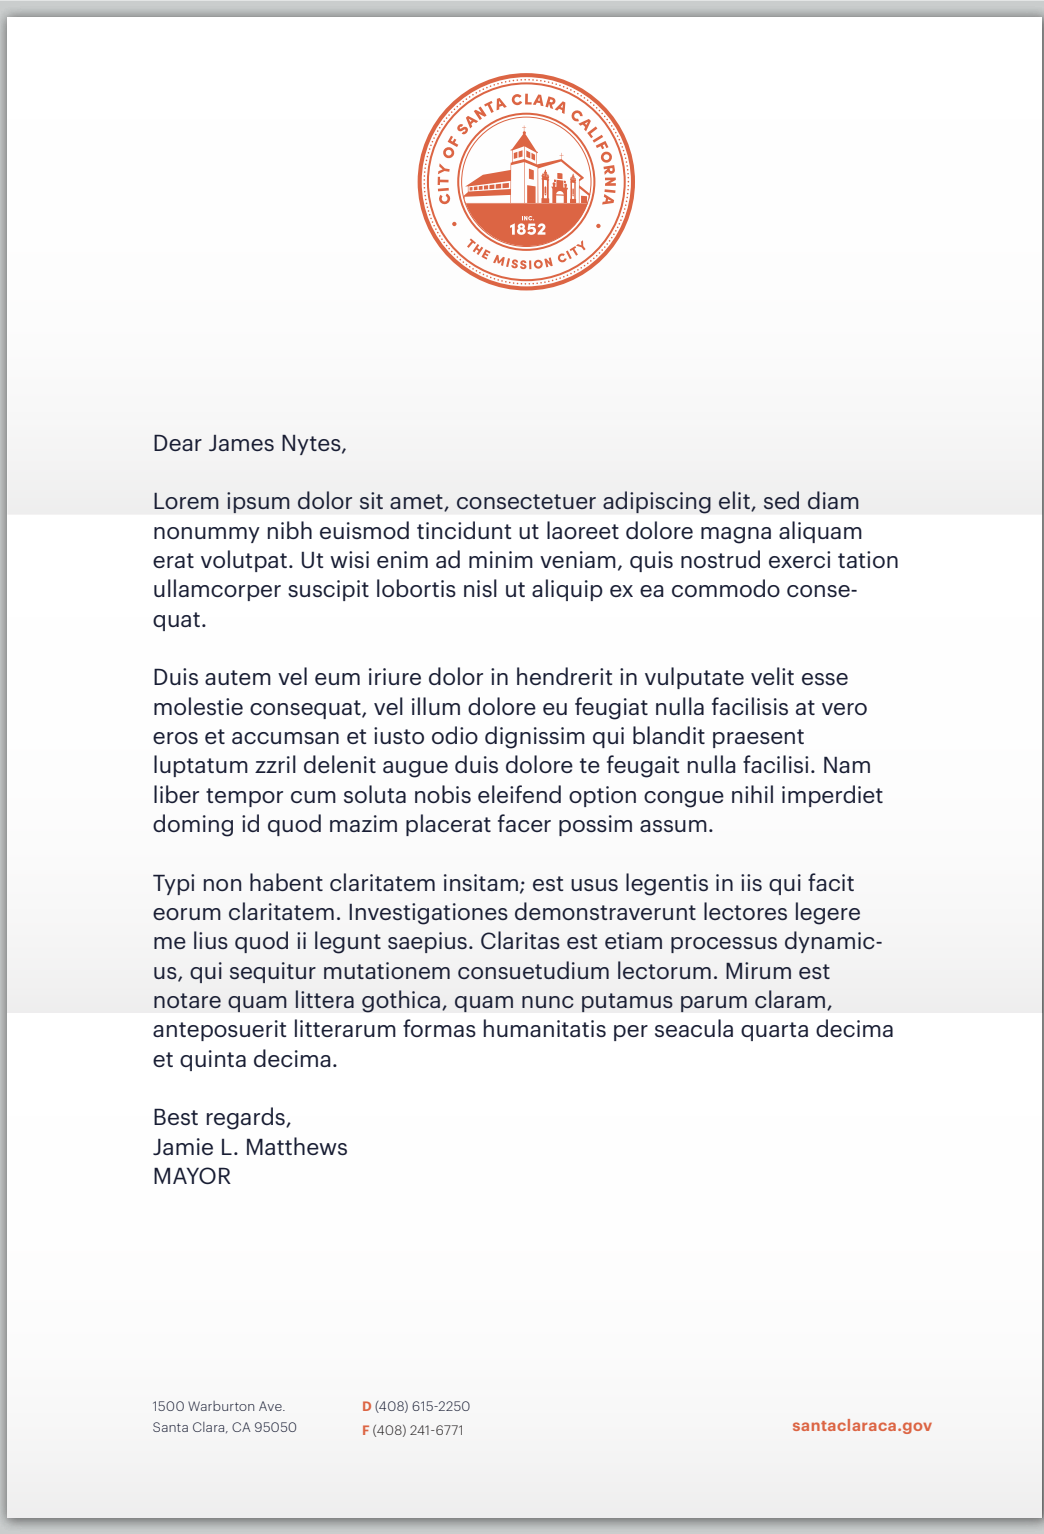 CITY OF SANTA CLARA CALIFORNIA
INC.
1852
THE MISSION CITY
Dear James Nytes,
Lorem ipsum dolor sit amet, consectetuer adipiscing elit, sed diam
nonummy nibh euismod tincidunt ut laoreet dolore magna aliquam
erat volutpat. Ut wisi enim ad minim veniam, quis nostrud exerci tation
ullamcorper suscipit lobortis nisl ut aliquip ex ea commodo conse-
quat.
Duis autem vel eum iriure dolor in hendrerit in vulputate velit esse
molestie consequat, vel illum dolore eu feugiat nulla facilisis at vero
eros et accumsan et iusto odio dignissim qui blandit praesent
luptatum zzril delenit augue duis dolore te feugait nulla facilisi. Nam
liber tempor cum soluta nobis eleifend option congue nihil imperdiet
doming id quod mazim placerat facer possim assum.
Typi non habent claritatem insitam; est usus legentis in iis qui facit
eorum claritatem. Investigationes demonstraverunt lectores legere
me lius quod ii legunt saepius. Claritas est etiam processus dynamic-
us, qui sequitur mutationem consuetudium lectorum. Mirum est
notare quam littera gothica, quam nunc putamus parum claram,
anteposuerit litterarum formas humanitatis per seacula quarta decima
et quinta decima.
Best regards,
Jamie L. Matthews
MAYOR
1500 Warburton Ave.
Santa Clara, CA 95050
D (408) 615-2250
F (408) 241-6771
santaclaraca.gov